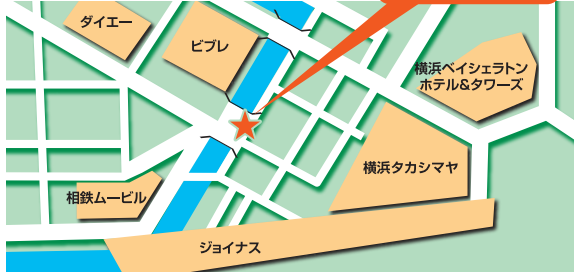 ダイエー
ビブレ
横浜ベイシェラトン
ホテル&タワーズ
横浜タカシマヤ
相鉄ムービル
ジョイナス